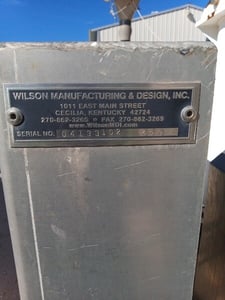 WILSON MANUFACTURING & DESIGN, INC.
1011 EAST MAIN STREET
CECILIA, KENTUCKY 42724
270-862-3265 • FAX 270-862-3269
www.WilsonMDI.com
SERIAL NO.